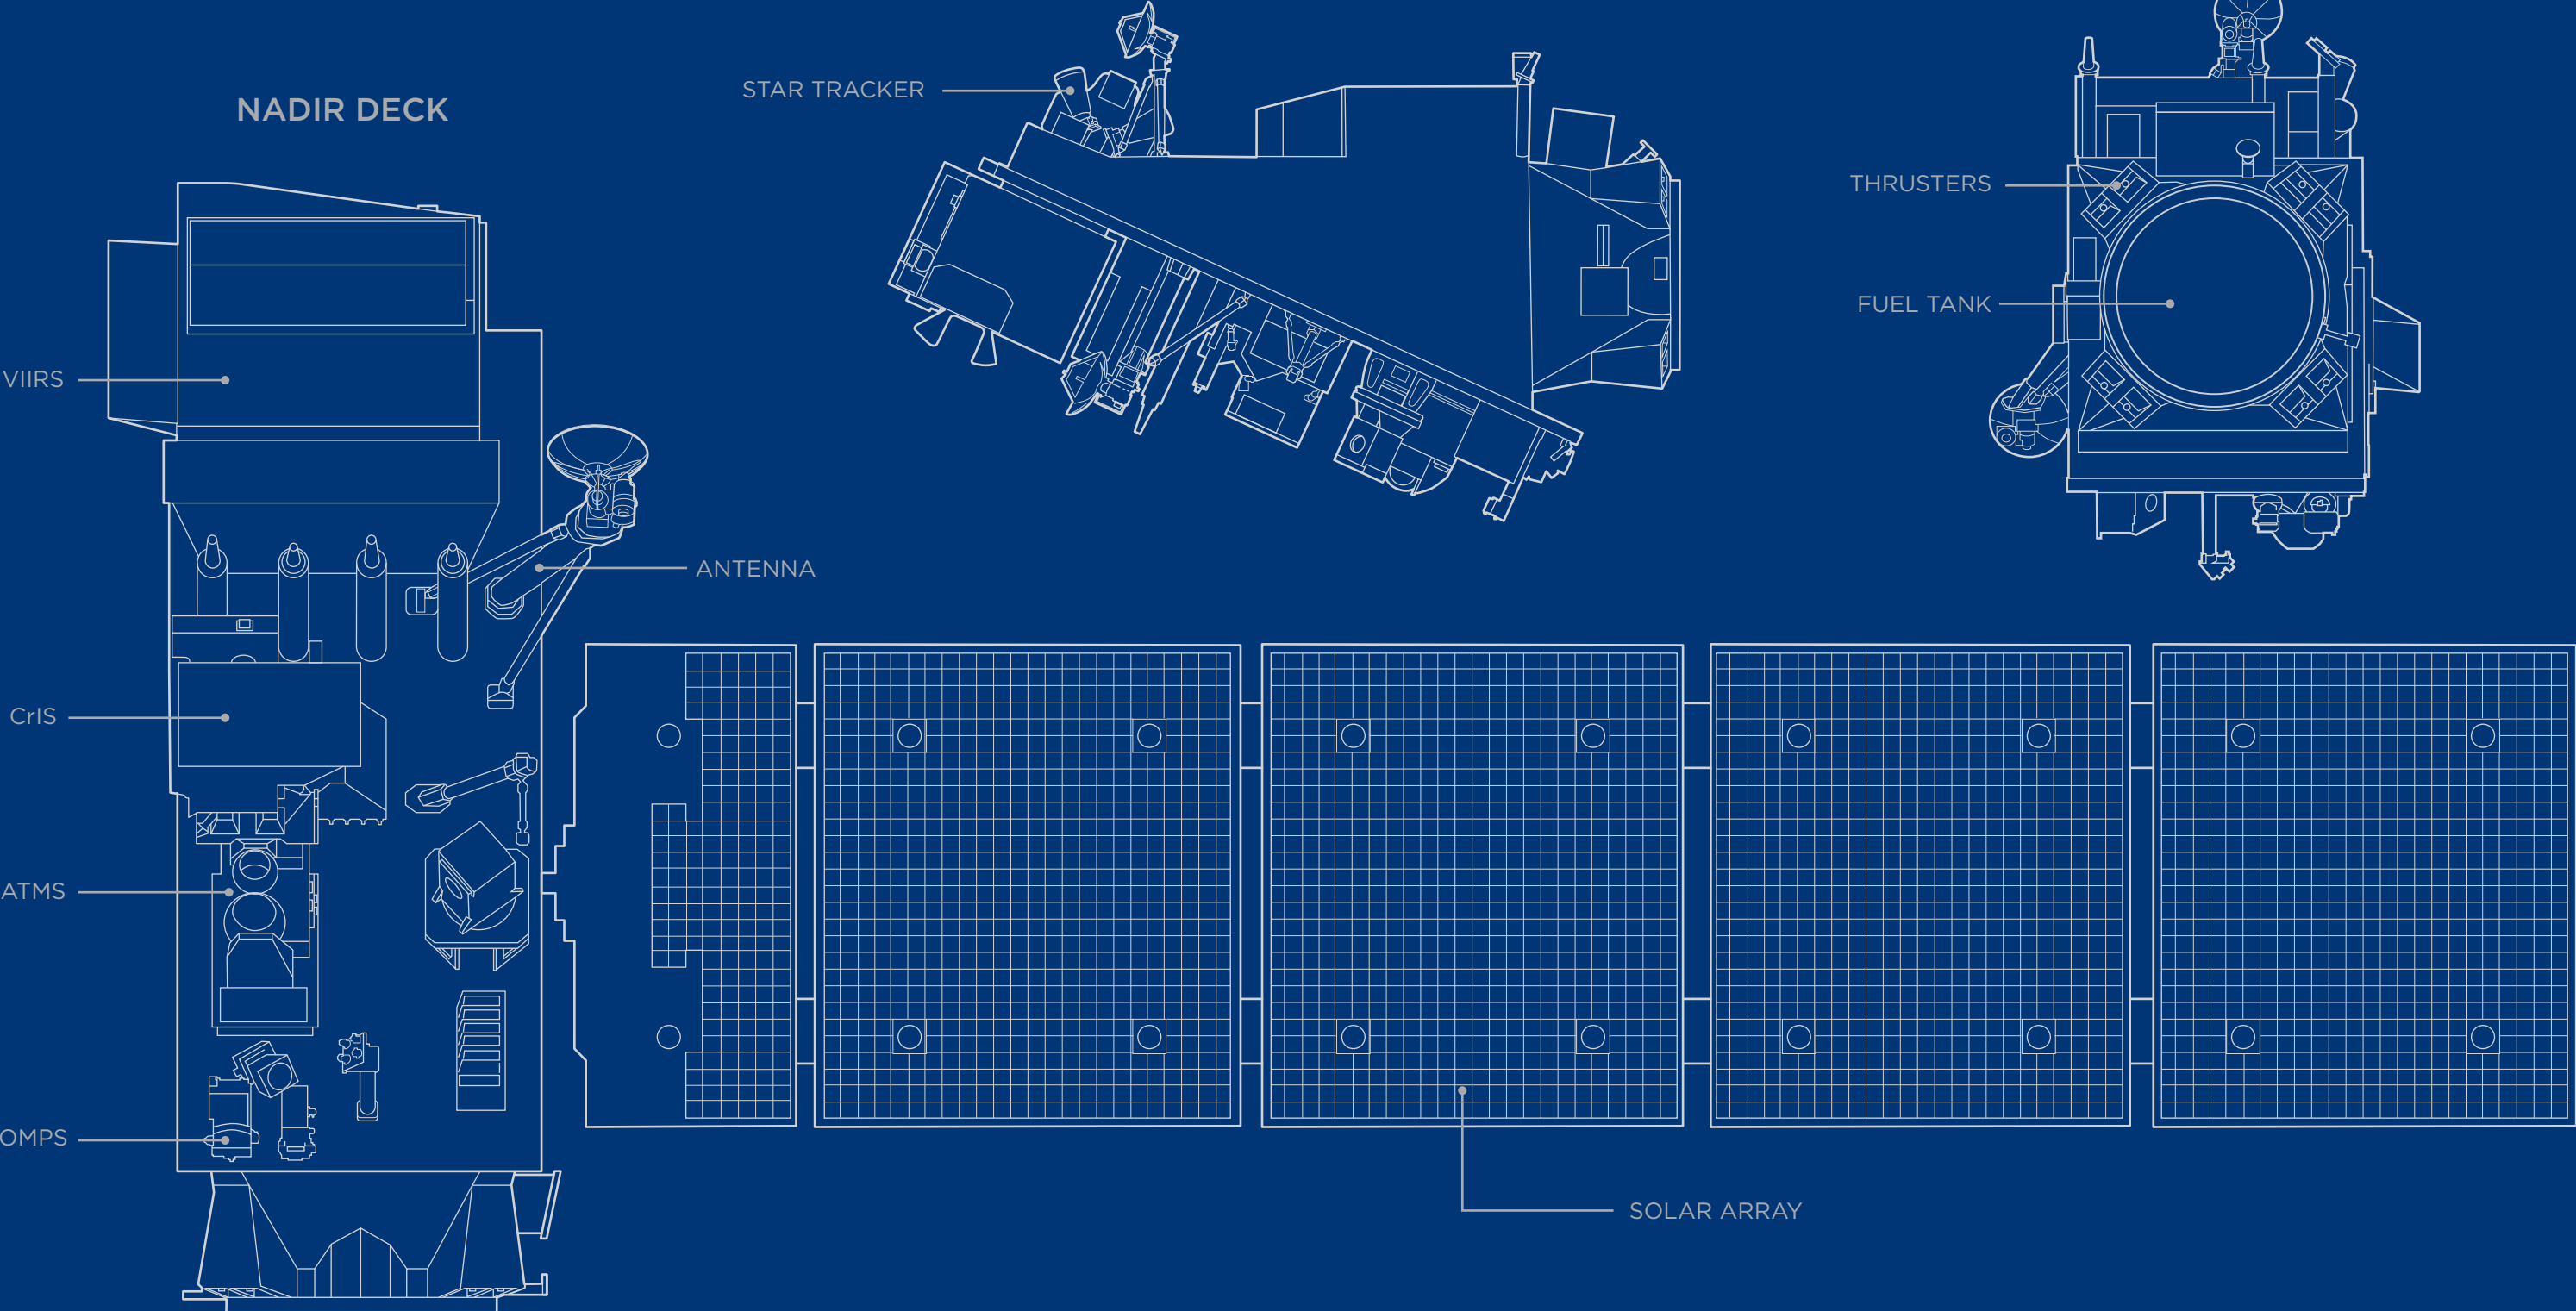 STAR TRACKER
NADIR DECK
THRUSTERS
FUEL TANK
VIIRS
ANTENNA
CrIS
ATMS
OMPS
SOLAR ARRAY